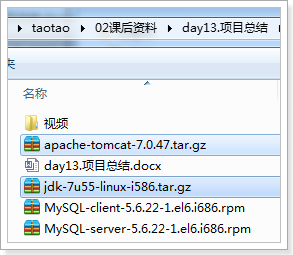 taotao 02课后资料 day13.项目总结
夹
名称
视频
apache-tomcat-7.0.47.tar.gz
day13.项目总结.docx
jdk-7u55-linux-i586.tar.gz
MySQL-client-5.6.22-1.el6.i686.rpm
MySQL-server-5.6.22-1.el6.i686.rpm